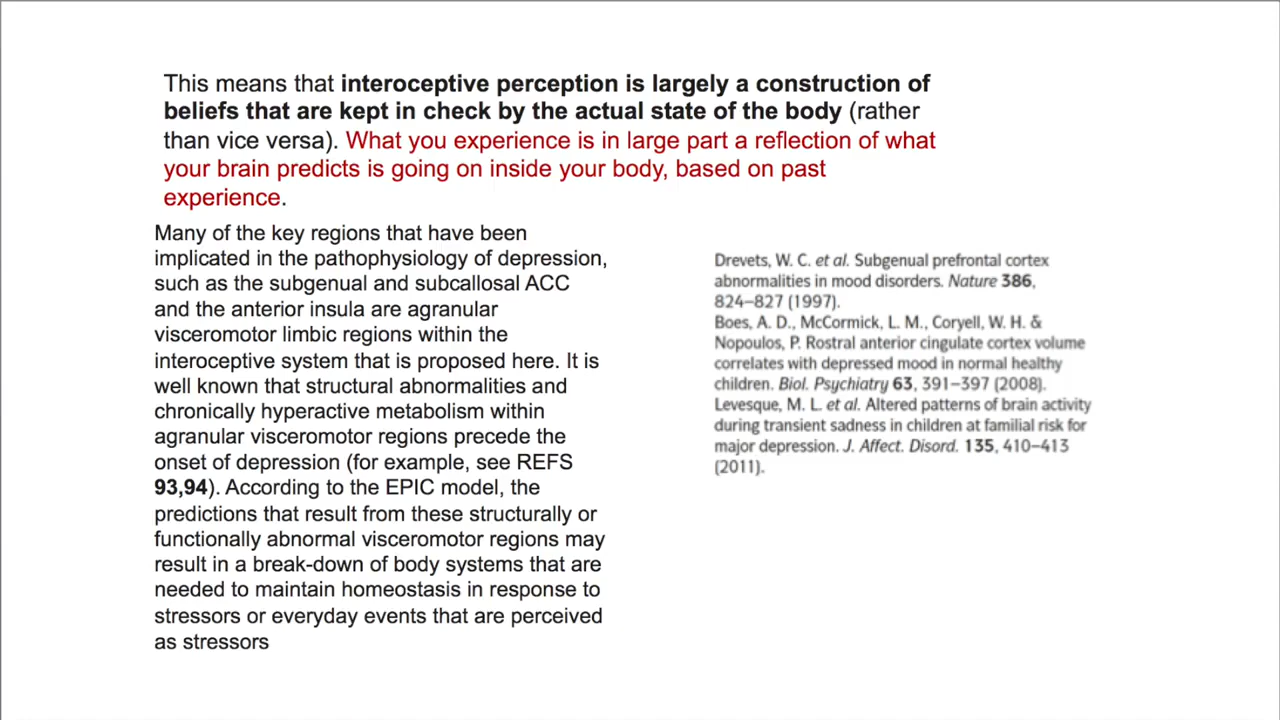 This means that interoceptive perception is largely a construction of
beliefs that are kept in check by the actual state of the body (rather
than vice versa). What you experience is in large part a reflection of what
your brain predicts is going on inside your body, based on past
experience.
Many of the key regions that have been
implicated in the pathophysiology of depression,
such as the subgenual and subcallosal ACC
and the anterior insula are agranular
visceromotor limbic regions within the
interoceptive system that is proposed here. It is
well known that structural abnormalities and
chronically hyperactive metabolism within
agranular visceromotor regions precede the
onset of depression (for example, see REFS
93,94). According to the EPIC model, the
predictions that result from these structurally or
functionally abnormal visceromotor regions may
result in a break-down of body systems that are
needed to maintain homeostasis in response to
stressors or everyday events that are perceived
as stressors
Drevets, W. C. et al. Subgenual prefrontal cortex
abnormalities in mood disorders. Nature 386,
824–827 (1997).
Boes, A. D., McCormick, L. M., Coryell, W. H. &
Nopoulos, P. Rostral anterior cingulate cortex volume
correlates with depressed mood in normal healthy
children. Biol. Psychiatry 63, 391–397 (2008).
Levesque, M. L. et al. Altered patterns of brain activity
during transient sadness in children at familial risk for
major depression. J. Affect. Disord. 135, 410–413
(2011).